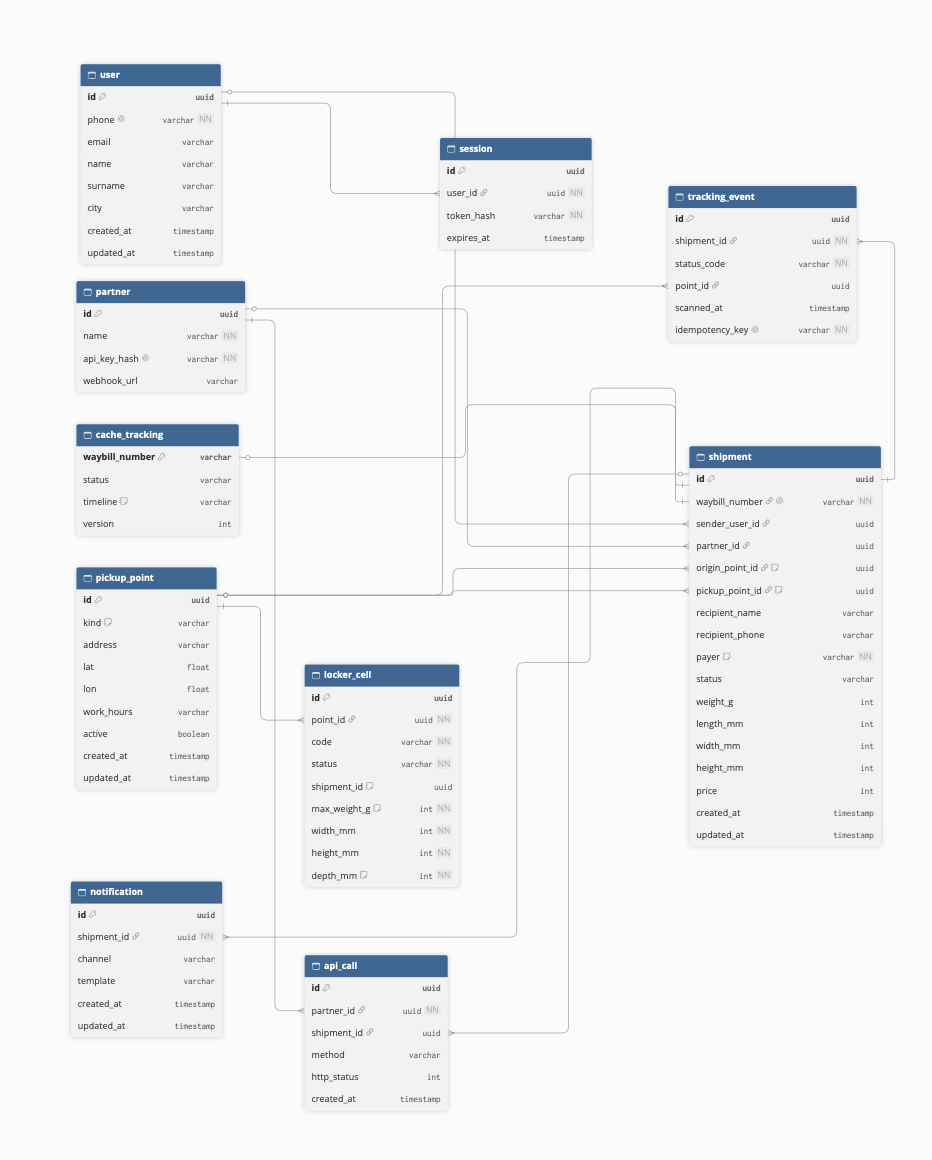 user
id uuid
phone varchar NN
email varchar
name varchar
surname varchar
city varchar
created_at timestamp
updated_at timestamp
session
id uuid
user_id uuid NN
token_hash varchar NN
expires_at timestamp
tracking_event
id uuid
shipment_id uuid NN
status_code varchar NN
point_id uuid
scanned_at timestamp
idempotency_key varchar NN
partner
id uuid
name varchar NN
api_key_hash varchar NN
webhook_url varchar
cache_tracking
waybill_number varchar
status varchar
timeline varchar
version int
shipment
id uuid
waybill_number varchar NN
sender_user_id uuid
partner_id uuid
origin_point_id uuid
pickup_point_id uuid
recipient_name varchar
recipient_phone varchar
payer varchar NN
status varchar
weight_g int
length_mm int
width_mm int
height_mm int
price int
created_at timestamp
updated_at timestamp
pickup_point
id uuid
kind varchar
address varchar
lat float
lon float
work_hours varchar
active boolean
created_at timestamp
updated_at timestamp
locker_cell
id uuid
point_id uuid NN
code varchar NN
status varchar NN
shipment_id uuid
max_weight_g int NN
width_mm int NN
height_mm int NN
depth_mm int NN
notification
id uuid
shipment_id uuid NN
channel varchar
template varchar
created_at timestamp
updated_at timestamp
api_call
id uuid
partner_id uuid NN
shipment_id uuid
method varchar
http_status int
created_at timestamp